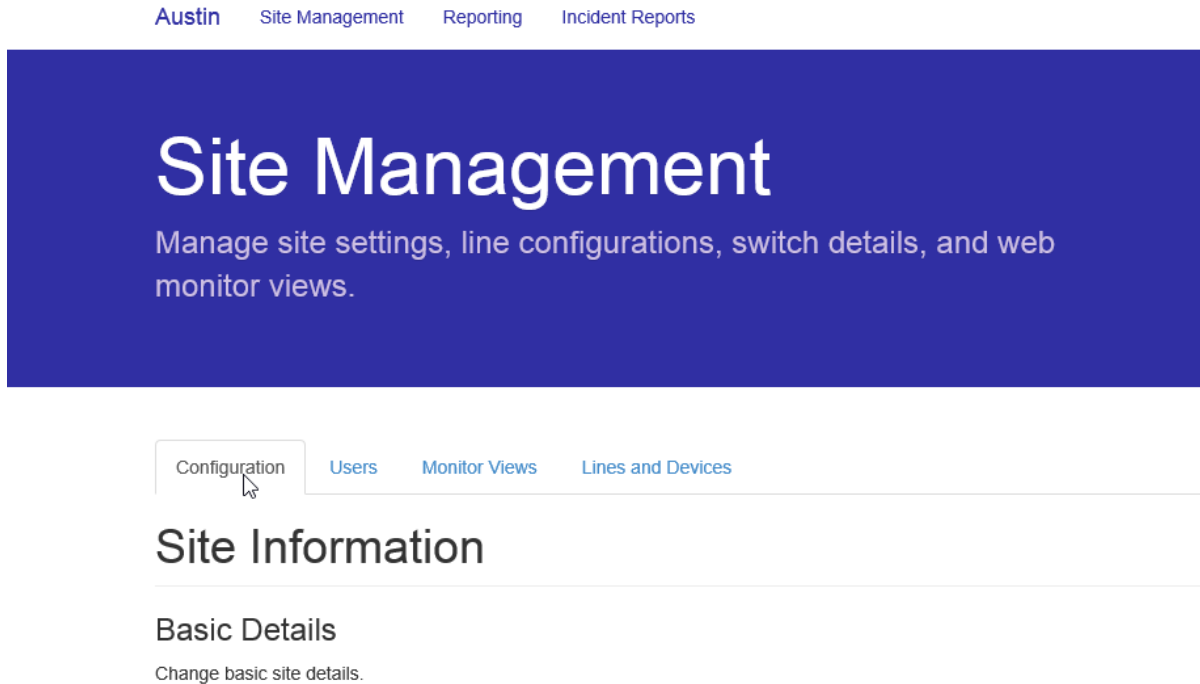 Austin Site Management Reporting Incident Reports
Site Management
Manage site settings, line configurations, switch details, and web
monitor views.
Configuration Users Monitor Views Lines and Devices
Site Information
Basic Details
Change basic site details.